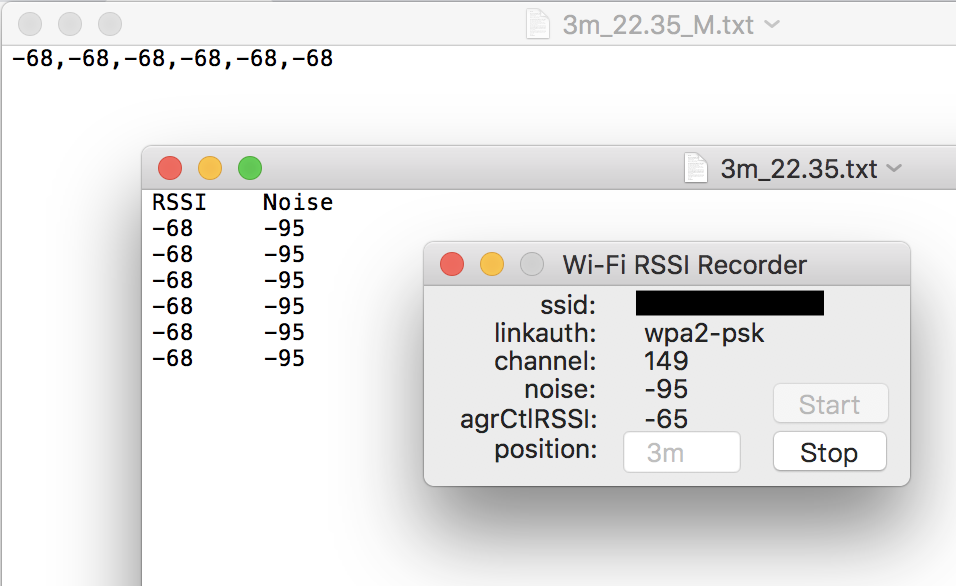 3m_22.35_M.txt
-68,-68,-68,-68,-68,-68
3m_22.35.txt
RSSI Noise
-68 -95
-68 -95
-68 -95
-68 -95
-68 -95
-68 -95
Wi-Fi RSSI Recorder
ssid:
linkauth: wpa2-psk
channel: 149
noise: -95
agrCtlRSSI: -65
position: 3m
Start
Stop